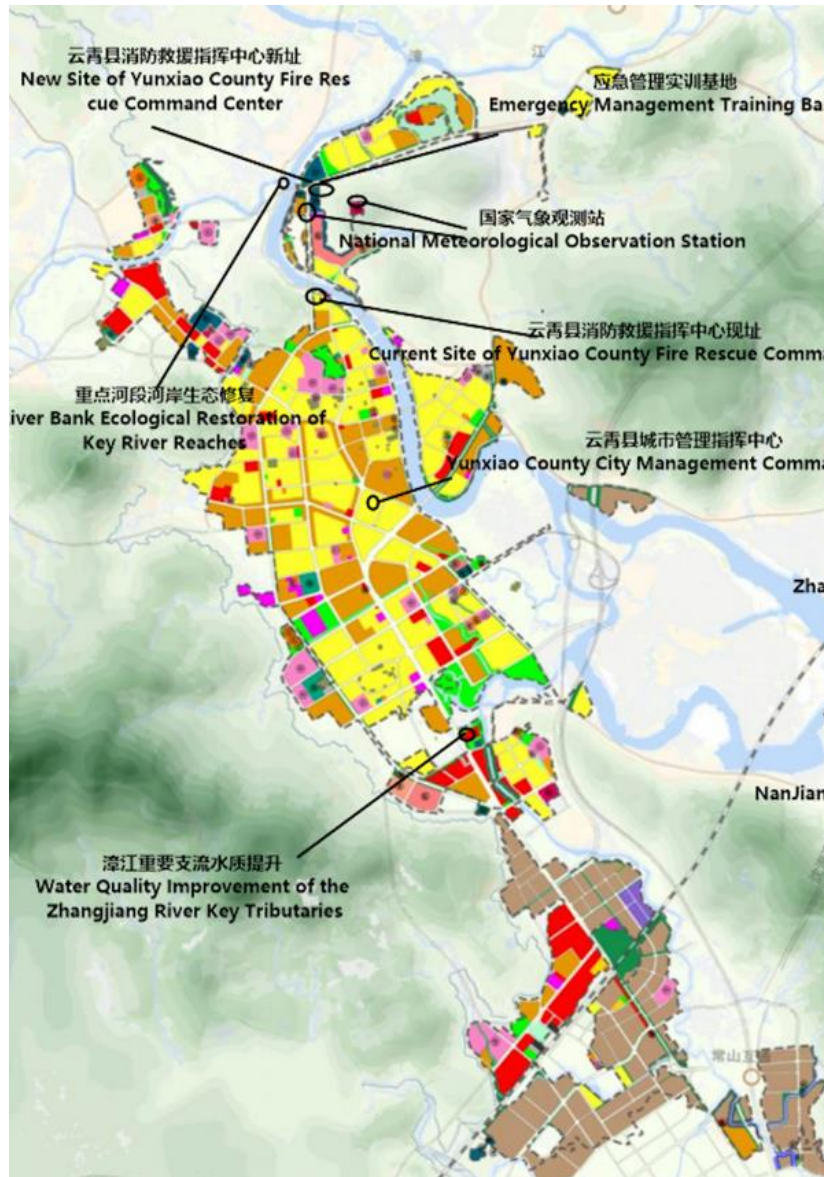 漳
江
云霄县消防救援指挥中心新址
New Site of Yunxiao County Fire Res
cue Command Center
应急管理实训基地
Emergency Management Training Ba
国家气象观测站
National Meteorological Observation Station
云霄县消防救援指挥中心现址
Current Site of Yunxiao County Fire Rescue Comma
重点河段河岸生态修复
iver Bank Ecological Restoration of
Key River Reaches
云霄县城市管理指挥中心
Yunxiao County City Management Comma
Zha
NanJian
漳江重要支流水质提升
Water Quality Improvement of the
Zhangjiang River Key Tributaries
常山互通